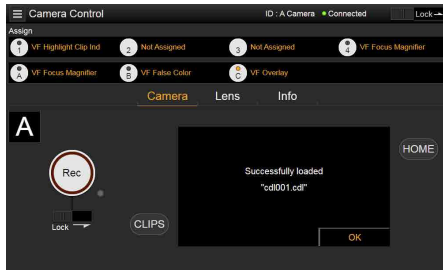 Camera Control
ID : A Camera
Connected
Lock
Assign
1 VF Highlight Clip Ind
2 Not Assigned
3 Not Assigned
4 VF Focus Magnifier
A VF Focus Magnifier
B VF False Color
C VF Overlay
Camera Lens Info
A
HOME
Rec
Successfully loaded
"cdl001.cdl"
Lock
CLIPS
OK